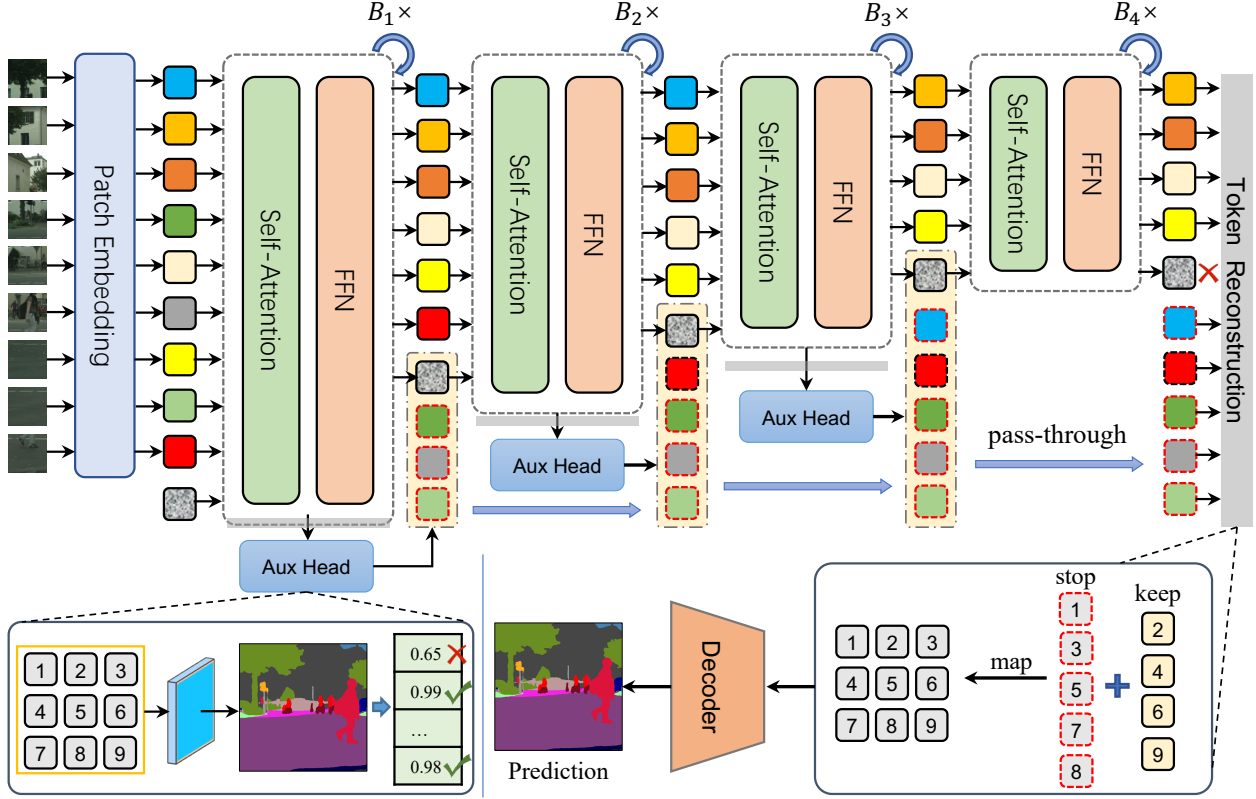 B₁×
B₂×
B₃×
B₄×
Patch Embedding
Self-Attention
FFN
Self-Attention
FFN
Self-Attention
FFN
Self-Attention
FFN
Token Reconstruction
Aux Head
Aux Head
Aux Head
pass-through
1 2 3
4 5 6
7 8 9
0.65
0.99
...
0.98
Prediction
Decoder
1 2 3
4 5 6
7 8 9
map
stop
1
3
5
7
8
keep
2
4
6
9